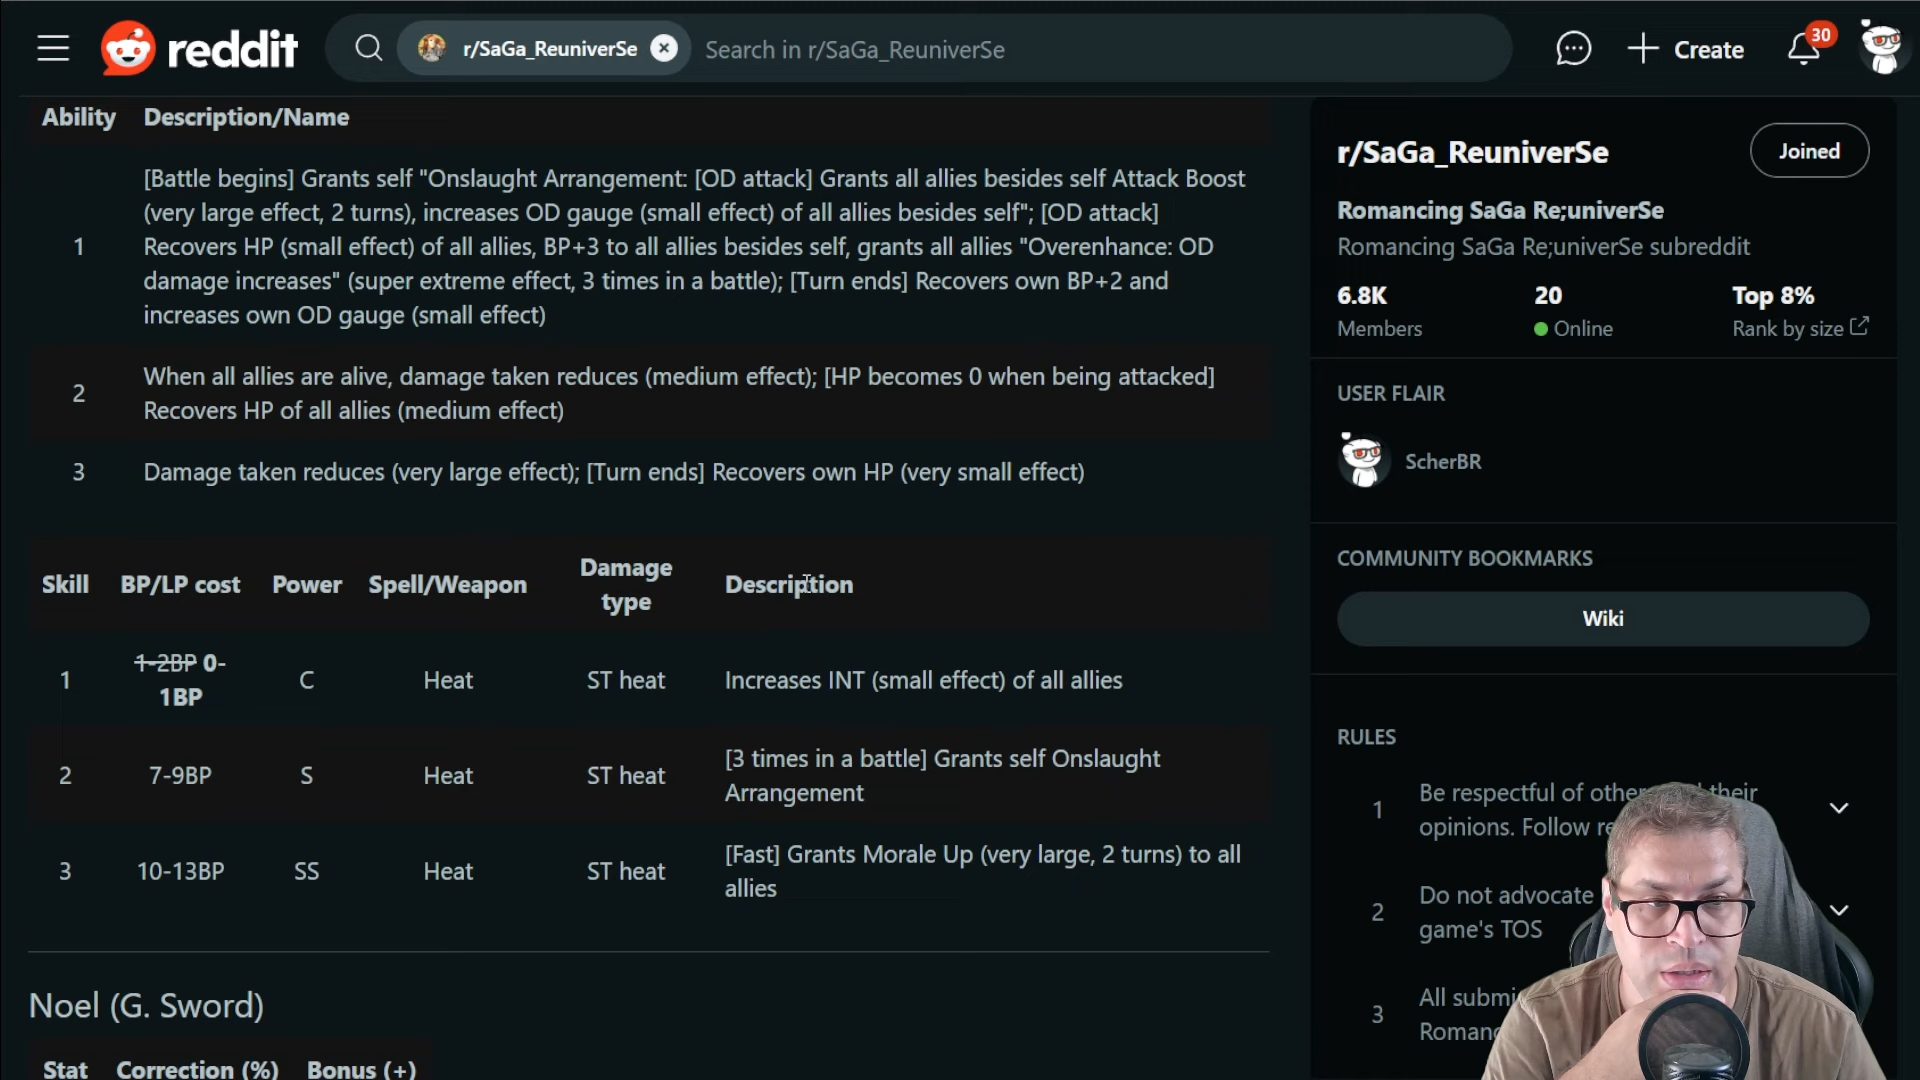 reddit
r/SaGa_ReuniverSe
Search in r/SaGa_ReuniverSe
Create
30
Ability Description/Name
1
[Battle begins] Grants self "Onslaught Arrangement: [OD attack] Grants all allies besides self Attack Boost
(very large effect, 2 turns), increases OD gauge (small effect) of all allies besides self"; [OD attack]
Recovers HP (small effect) of all allies, BP+3 to all allies besides self, grants all allies "Overenhance: OD
damage increases" (super extreme effect, 3 times in a battle); [Turn ends] Recovers own BP+2 and
increases own OD gauge (small effect)
2
When all allies are alive, damage taken reduces (medium effect); [HP becomes 0 when being attacked]
Recovers HP of all allies (medium effect)
3 Damage taken reduces (very large effect); [Turn ends] Recovers own HP (very small effect)
Skill BP/LP cost Power Spell/Weapon Damage type Description
1 1-2BP 0-1BP C Heat ST heat Increases INT (small effect) of all allies
2 7-9BP S Heat ST heat [3 times in a battle] Grants self Onslaught
Arrangement
3 10-13BP SS Heat ST heat [Fast] Grants Morale Up (very large, 2 turns) to all
allies
Noel (G. Sword)
Stat Correction (%) Bonus (+)
r/SaGa_ReuniverSe
Joined
Romancing SaGa Re;univerSe
Romancing SaGa Re;univerSe subreddit
6.8K 20 Top 8%
Members Online Rank by size
USER FLAIR
ScherBR
COMMUNITY BOOKMARKS
Wiki
RULES
1 Be respectful of other their
opinions. Follow
2 Do not advocate
game's TOS
3 All